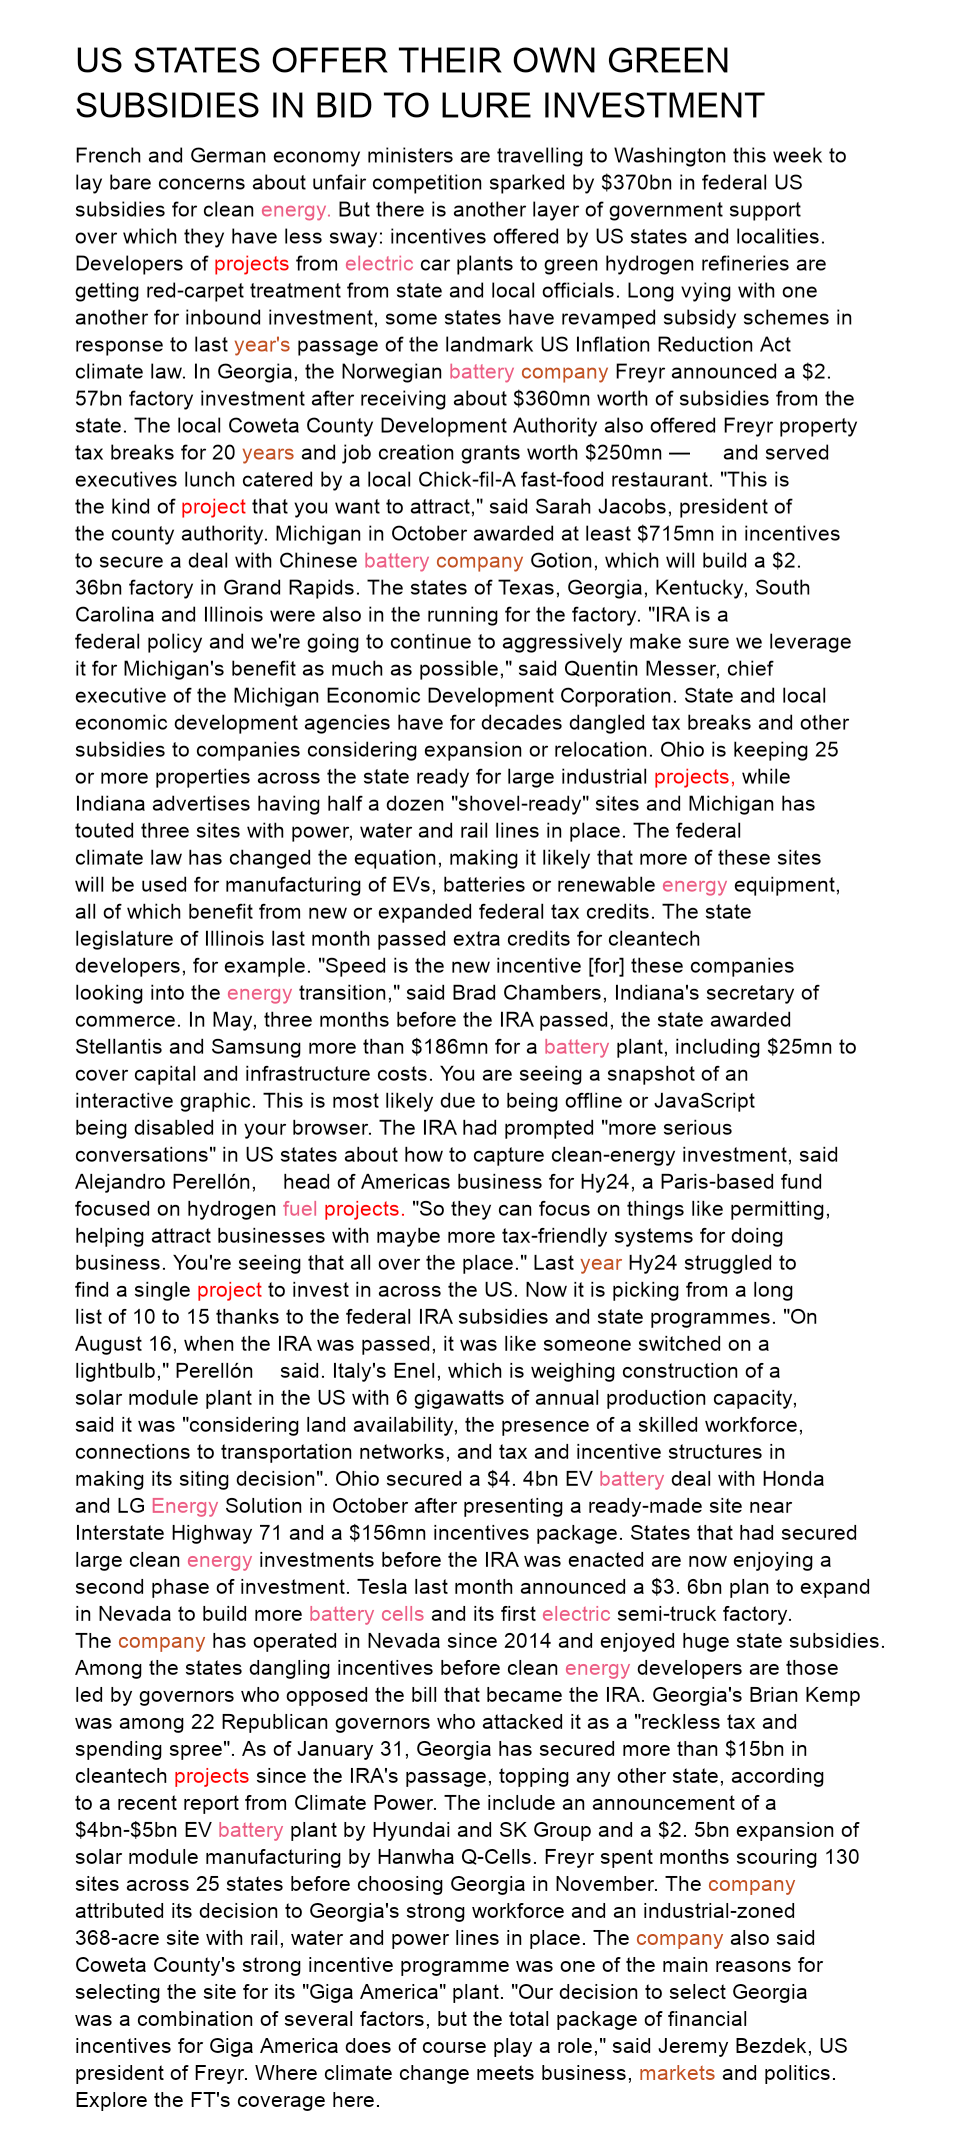 US STATES OFFER THEIR OWN GREEN
SUBSIDIES IN BID TO LURE INVESTMENT
French and German economy ministers are travelling to Washington this week to
lay bare concerns about unfair competition sparked by $370bn in federal US
subsidies for clean energy. But there is another layer of government support
over which they have less sway: incentives offered by US states and localities.
Developers of projects from electric car plants to green hydrogen refineries are
getting red-carpet treatment from state and local officials. Long vying with one
another for inbound investment, some states have revamped subsidy schemes in
response to last year's passage of the landmark US Inflation Reduction Act
climate law. In Georgia, the Norwegian battery company Freyr announced a $2.
57bn factory investment after receiving about $360mn worth of subsidies from the
state. The local Coweta County Development Authority also offered Freyr property
tax breaks for 20 years and job creation grants worth $250mn — and served
executives lunch catered by a local Chick-fil-A fast-food restaurant. "This is
the kind of project that you want to attract," said Sarah Jacobs, president of
the county authority. Michigan in October awarded at least $715mn in incentives
to secure a deal with Chinese battery company Gotion, which will build a $2.
36bn factory in Grand Rapids. The states of Texas, Georgia, Kentucky, South
Carolina and Illinois were also in the running for the factory. "IRA is a
federal policy and we're going to continue to aggressively make sure we leverage
it for Michigan's benefit as much as possible," said Quentin Messer, chief
executive of the Michigan Economic Development Corporation. State and local
economic development agencies have for decades dangled tax breaks and other
subsidies to companies considering expansion or relocation. Ohio is keeping 25
or more properties across the state ready for large industrial projects, while
Indiana advertises having half a dozen "shovel-ready" sites and Michigan has
touted three sites with power, water and rail lines in place. The federal
climate law has changed the equation, making it likely that more of these sites
will be used for manufacturing of EVs, batteries or renewable energy equipment,
all of which benefit from new or expanded federal tax credits. The state
legislature of Illinois last month passed extra credits for cleantech
developers, for example. "Speed is the new incentive [for] these companies
looking into the energy transition," said Brad Chambers, Indiana's secretary of
commerce. In May, three months before the IRA passed, the state awarded
Stellantis and Samsung more than $186mn for a battery plant, including $25mn to
cover capital and infrastructure costs. You are seeing a snapshot of an
interactive graphic. This is most likely due to being offline or JavaScript
being disabled in your browser. The IRA had prompted "more serious
conversations" in US states about how to capture clean-energy investment, said
Alejandro Perellón, head of Americas business for Hy24, a Paris-based fund
focused on hydrogen fuel projects. "So they can focus on things like permitting,
helping attract businesses with maybe more tax-friendly systems for doing
business. You're seeing that all over the place." Last year Hy24 struggled to
find a single project to invest in across the US. Now it is picking from a long
list of 10 to 15 thanks to the federal IRA subsidies and state programmes. "On
August 16, when the IRA was passed, it was like someone switched on a
lightbulb," Perellón said. Italy's Enel, which is weighing construction of a
solar module plant in the US with 6 gigawatts of annual production capacity,
said it was "considering land availability, the presence of a skilled workforce,
connections to transportation networks, and tax and incentive structures in
making its siting decision". Ohio secured a $4. 4bn EV battery deal with Honda
and LG Energy Solution in October after presenting a ready-made site near
Interstate Highway 71 and a $156mn incentives package. States that had secured
large clean energy investments before the IRA was enacted are now enjoying a
second phase of investment. Tesla last month announced a $3. 6bn plan to expand
in Nevada to build more battery cells and its first electric semi-truck factory.
The company has operated in Nevada since 2014 and enjoyed huge state subsidies.
Among the states dangling incentives before clean energy developers are those
led by governors who opposed the bill that became the IRA. Georgia's Brian Kemp
was among 22 Republican governors who attacked it as a "reckless tax and
spending spree". As of January 31, Georgia has secured more than $15bn in
cleantech projects since the IRA's passage, topping any other state, according
to a recent report from Climate Power. The include an announcement of a
$4bn-$5bn EV battery plant by Hyundai and SK Group and a $2. 5bn expansion of
solar module manufacturing by Hanwha Q-Cells. Freyr spent months scouring 130
sites across 25 states before choosing Georgia in November. The company
attributed its decision to Georgia's strong workforce and an industrial-zoned
368-acre site with rail, water and power lines in place. The company also said
Coweta County's strong incentive programme was one of the main reasons for
selecting the site for its "Giga America" plant. "Our decision to select Georgia
was a combination of several factors, but the total package of financial
incentives for Giga America does of course play a role," said Jeremy Bezdek, US
president of Freyr. Where climate change meets business, markets and politics.
Explore the FT's coverage here.